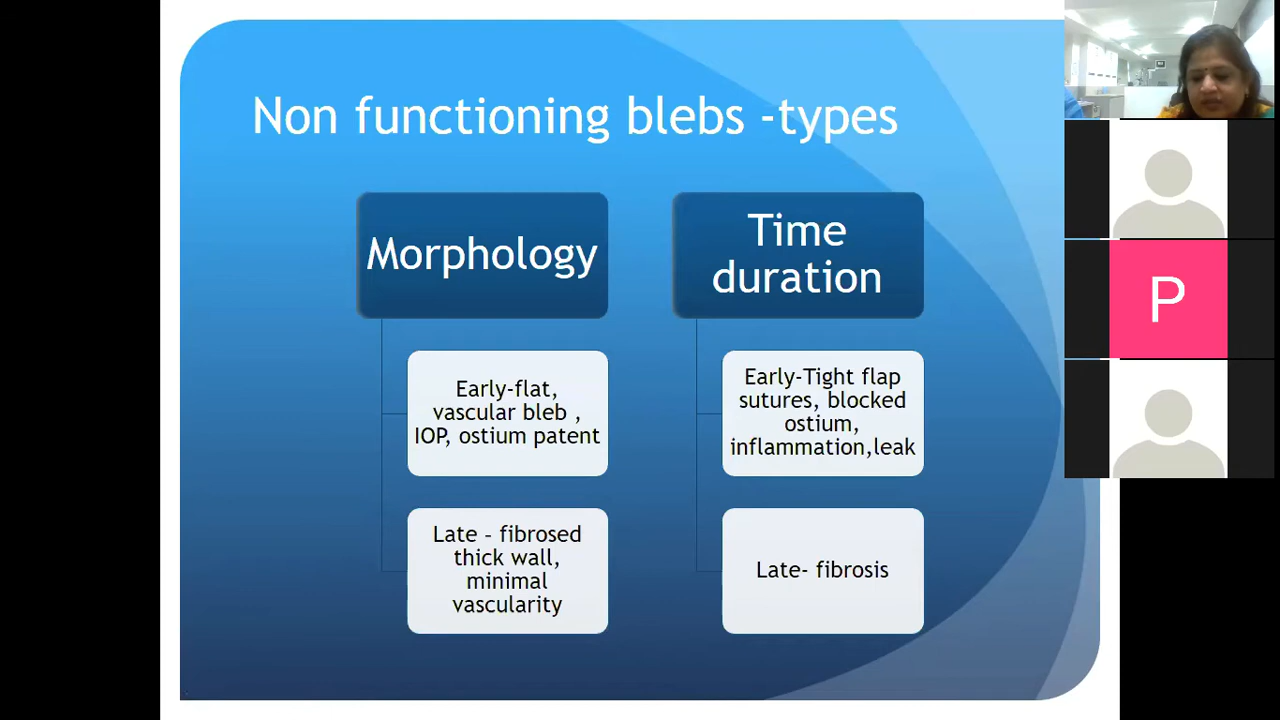 Non functioning blebs -types
Morphology
Early-flat,
vascular bleb ,
IOP, ostium patent
Late – fibrosed
thick wall,
minimal
vascularity
Time
duration
Early-Tight flap
sutures, blocked
ostium,
inflammation,leak
Late- fibrosis
P